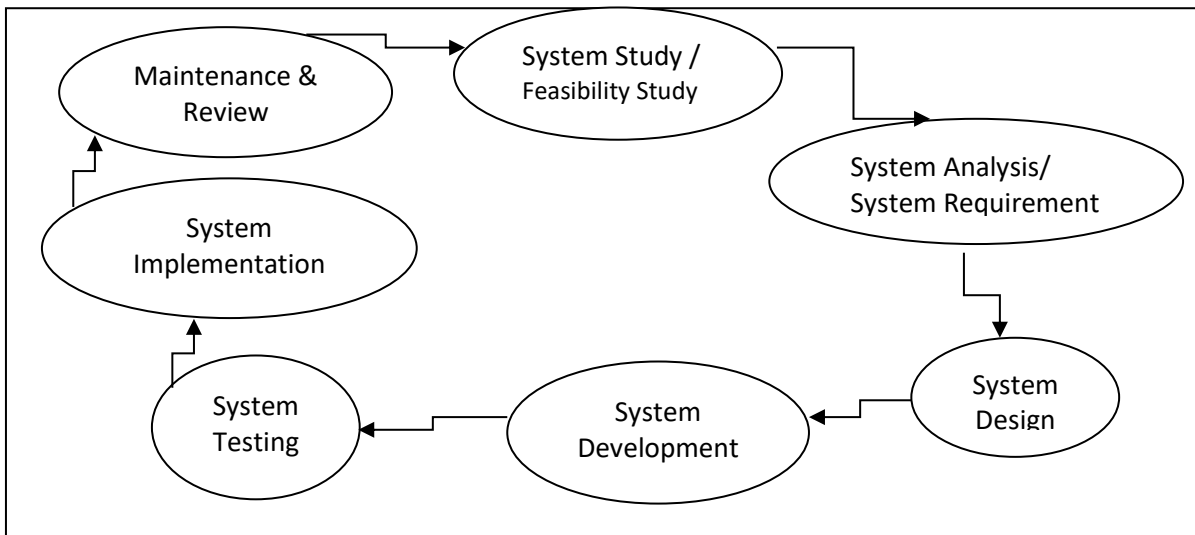 Maintenance &
Review
System Study /
Feasibility Study
System Analysis/
System Requirement
System
Design
System
Development
System
Testing
System
Implementation